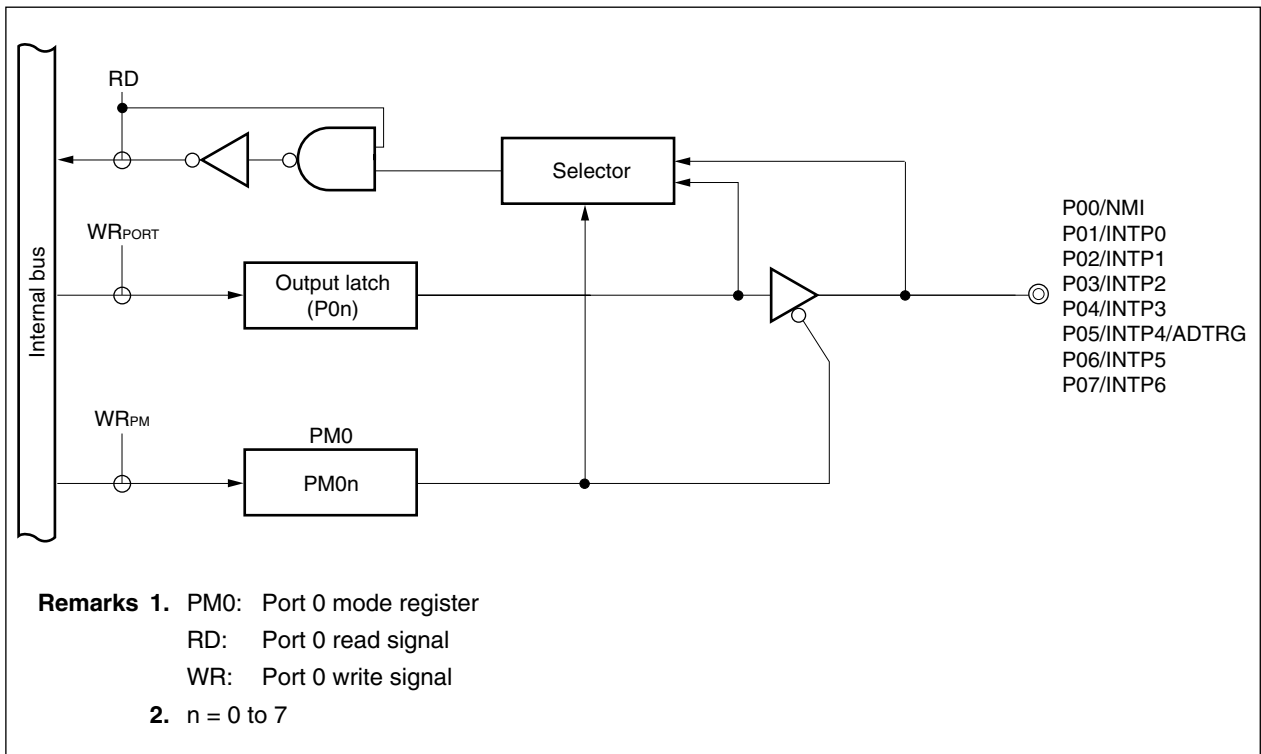 RD
Selector
P00/NMI
P01/INTP0
P02/INTP1
P03/INTP2
P04/INTP3
P05/INTP4/ADTRG
P06/INTP5
P07/INTP6
WRPORT
Internal bus
Output latch
(P0n)
WRPM
PM0
PM0n
Remarks 1. PM0: Port 0 mode register
RD: Port 0 read signal
WR: Port 0 write signal
2. n = 0 to 7